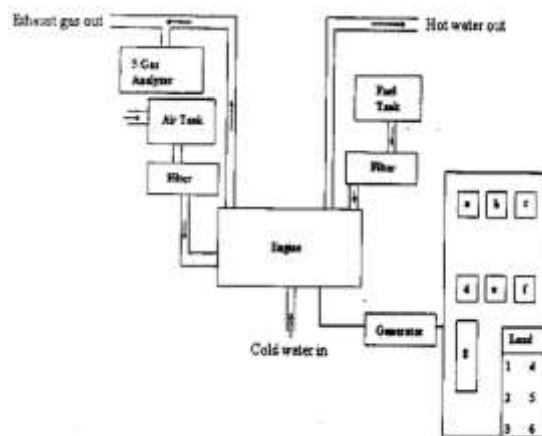 Exhaust gas out
Hot water out
5 Gas
Analyzer
Fuel
Tank
Air Tank
Filter
Filter
a b c
Engine
d e f
Cold water in
Generator
Load
1 4
2 5
3 6